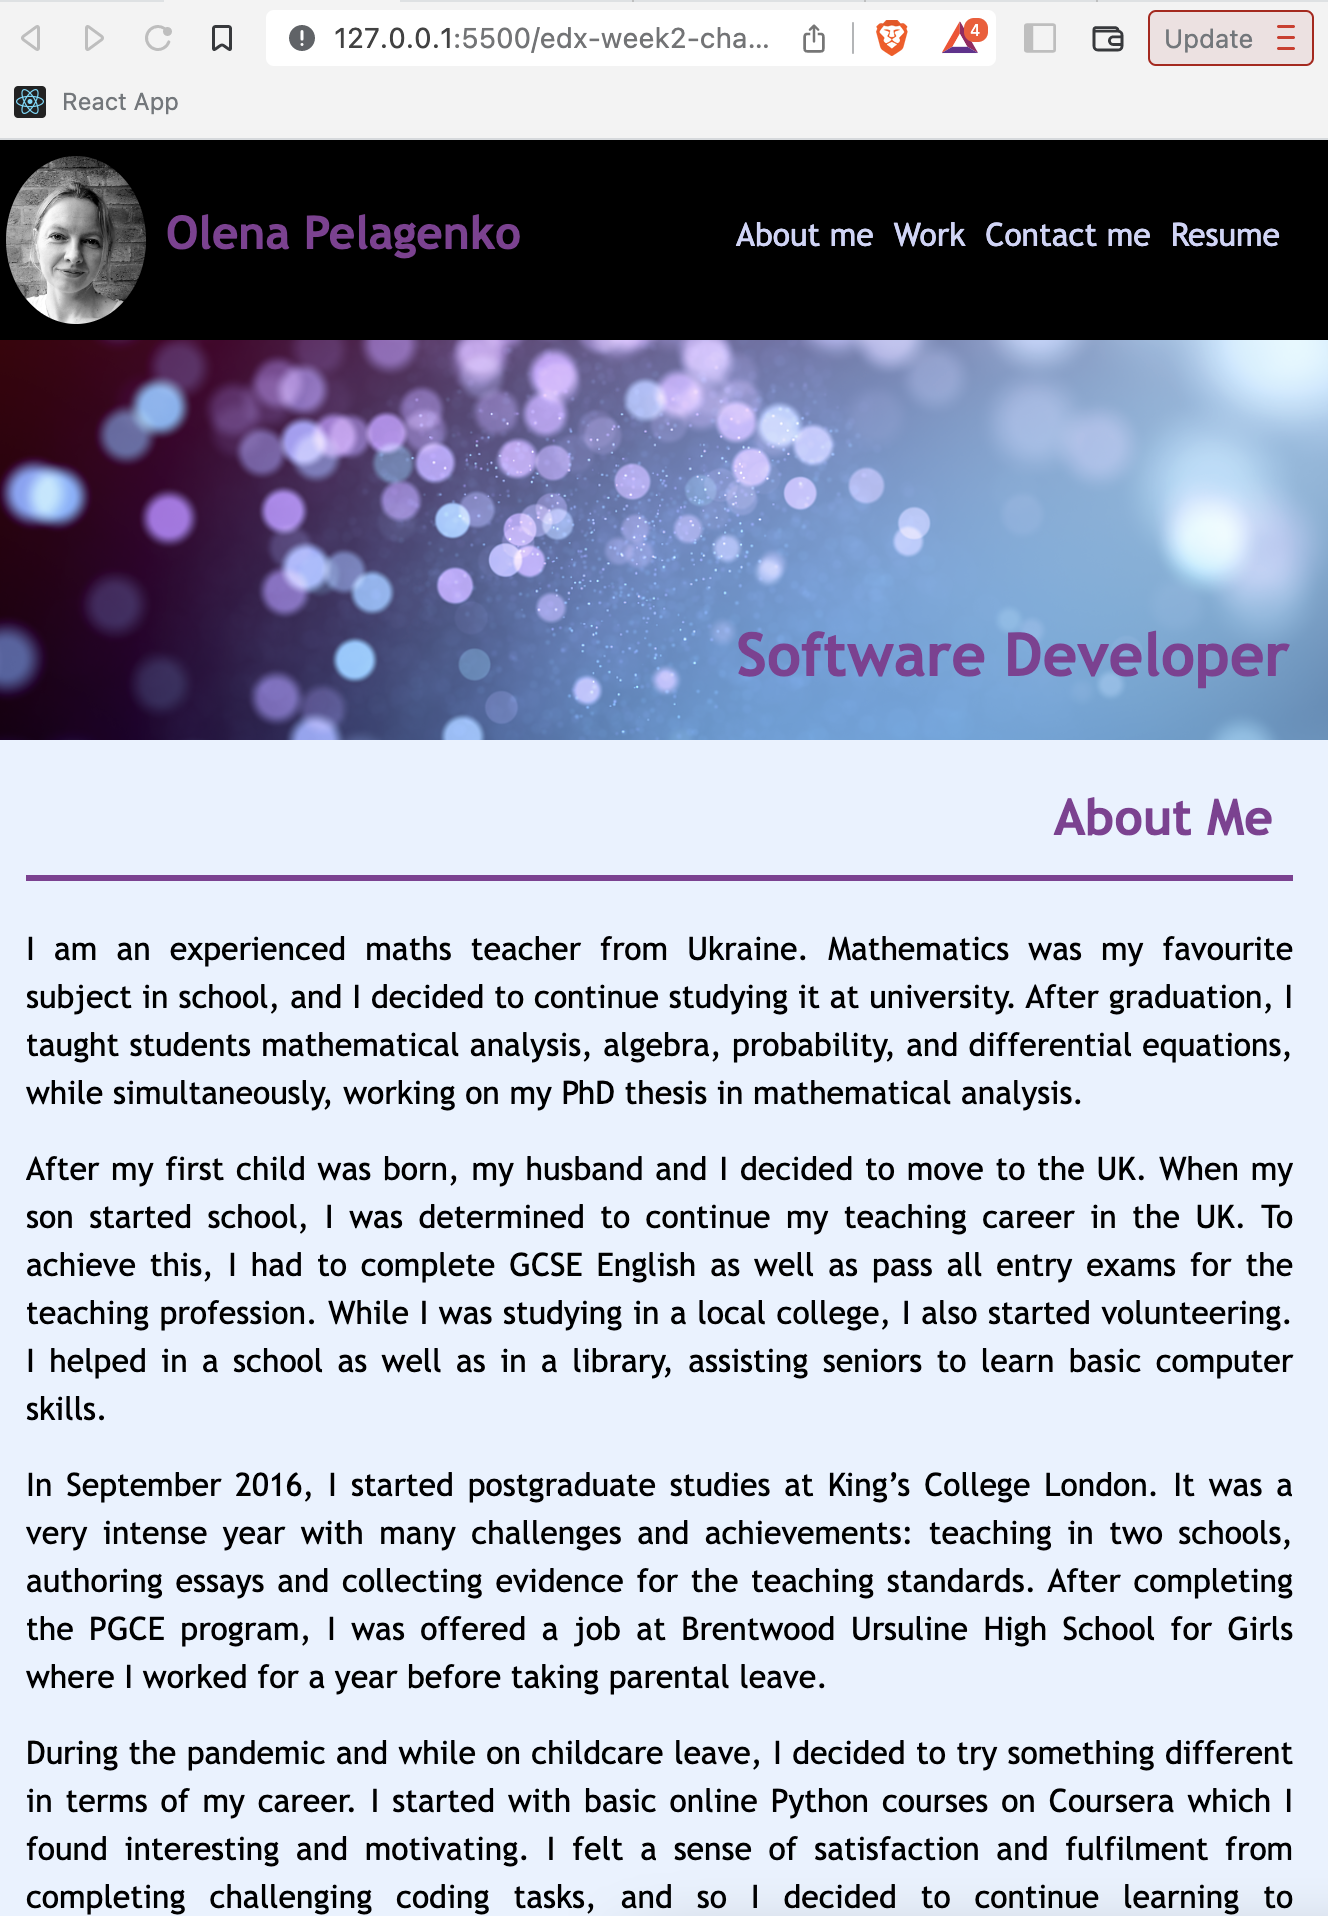 127.0.0.1:5500/edx-week2-cha...
4
Update
React App
Olena Pelagenko
About me Work Contact me Resume
Software Developer
About Me
I am an experienced maths teacher from Ukraine. Mathematics was my favourite
subject in school, and I decided to continue studying it at university. After graduation, I
taught students mathematical analysis, algebra, probability, and differential equations,
while simultaneously, working on my PhD thesis in mathematical analysis.
After my first child was born, my husband and I decided to move to the UK. When my
son started school, I was determined to continue my teaching career in the UK. To
achieve this, I had to complete GCSE English as well as pass all entry exams for the
teaching profession. While I was studying in a local college, I also started volunteering.
I helped in a school as well as in a library, assisting seniors to learn basic computer
skills.
In September 2016, I started postgraduate studies at King’s College London. It was a
very intense year with many challenges and achievements: teaching in two schools,
authoring essays and collecting evidence for the teaching standards. After completing
the PGCE program, I was offered a job at Brentwood Ursuline High School for Girls
where I worked for a year before taking parental leave.
During the pandemic and while on childcare leave, I decided to try something different
in terms of my career. I started with basic online Python courses on Coursera which I
found interesting and motivating. I felt a sense of satisfaction and fulfilment from
completing challenging coding tasks, and so I decided to continue learning to